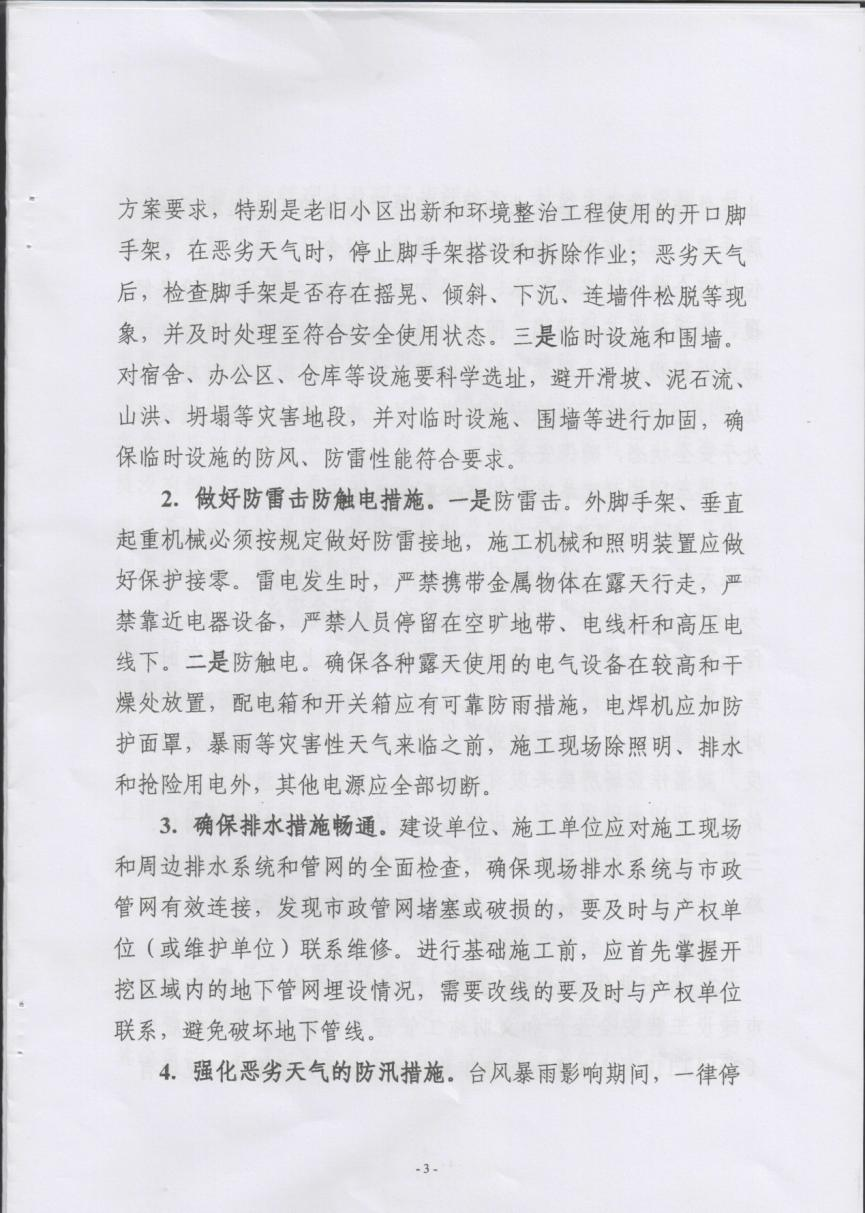 方案要求，特别是老旧小区出新和环境整治工程使用的开口脚
手架，在恶劣天气时，停止脚手架搭设和拆除作业；恶劣天气
后，检查脚手架是否存在摇晃、倾斜、下沉、连墙件松脱等现
象，并及时处理至符合安全使用状态。三是临时设施和围墙。
对宿舍、办公区、仓库等设施要科学选址，避开滑坡、泥石流、
山洪、坍塌等灾害地段，并对临时设施、围墙等进行加固，确
保临时设施的防风、防雷性能符合要求。
2. 做好防雷击防触电措施。一是防雷击。外脚手架、垂直
起重机械必须按规定做好防雷接地，施工机械和照明装置应做
好保护接零。雷电发生时，严禁携带金属物体在露天行走，严
禁靠近电器设备，严禁人员停留在空旷地带、电线杆和高压电
线下。二是防触电。确保各种露天使用的电气设备在较高和干
燥处放置，配电箱和开关箱应有可靠防雨措施，电焊机应加防
护面罩，暴雨等灾害性天气来临之前，施工现场除照明、排水
和抢险用电外，其他电源应全部切断。
3. 确保排水措施畅通。建设单位、施工单位应对施工现场
和周边排水系统和管网的全面检查，确保现场排水系统与市政
管网有效连接，发现市政管网堵塞或破损的，要及时与产权单
位（或维护单位）联系维修。进行基础施工前，应首先掌握开
挖区域内的地下管网埋设情况，需要改线的要及时与产权单位
联系，避免破坏地下管线。
4. 强化恶劣天气的防汛措施。台风暴雨影响期间，一律停
- 3 -